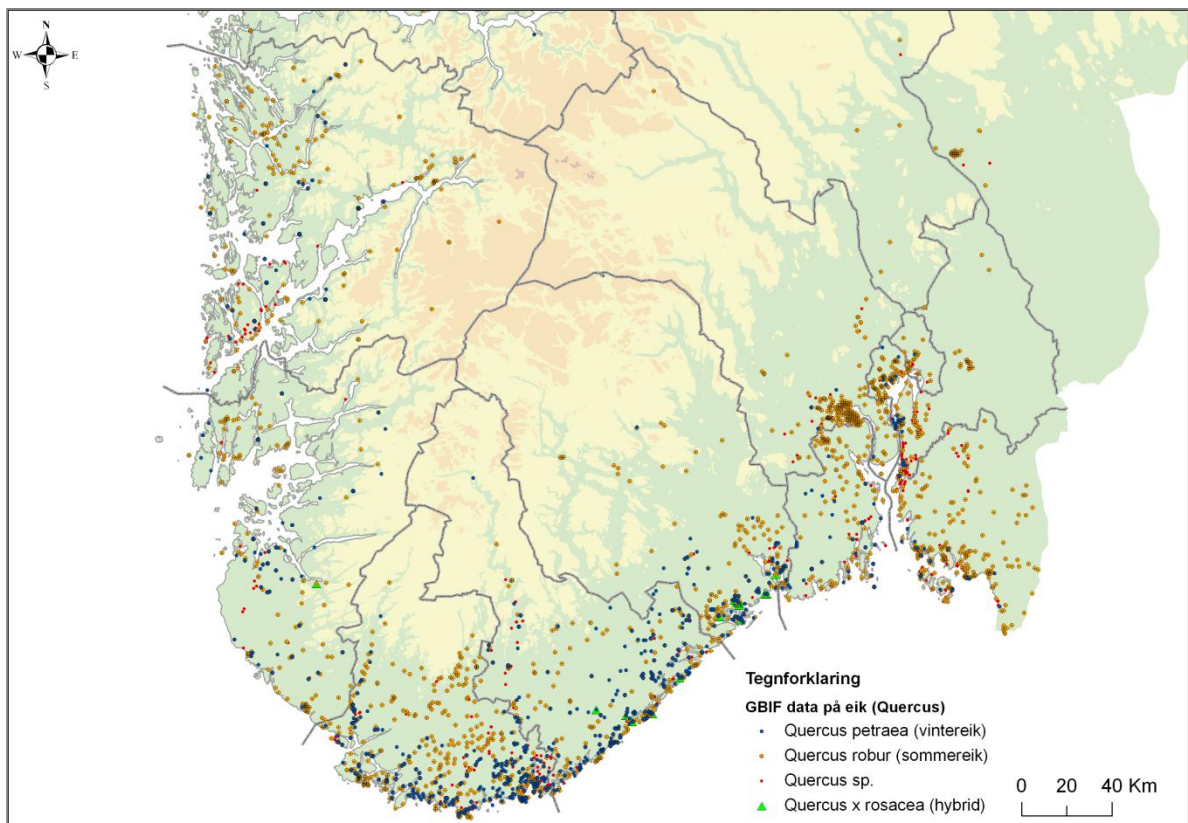 N
W E
S
Tegnforklaring
GBIF data på eik (Quercus)
Quercus petraea (vintereik)
Quercus robur (sommereik)
Quercus sp.
Quercus x rosacea (hybrid)
0 20 40 Km